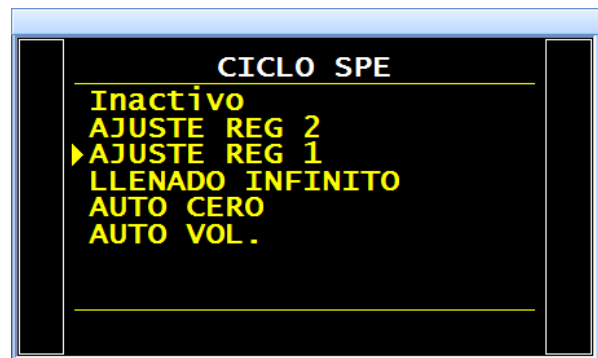 CICLO SPE
Inactivo
AJUSTE REG 2
AJUSTE REG 1
LLENADO INFINITO
AUTO CERO
AUTO VOL.